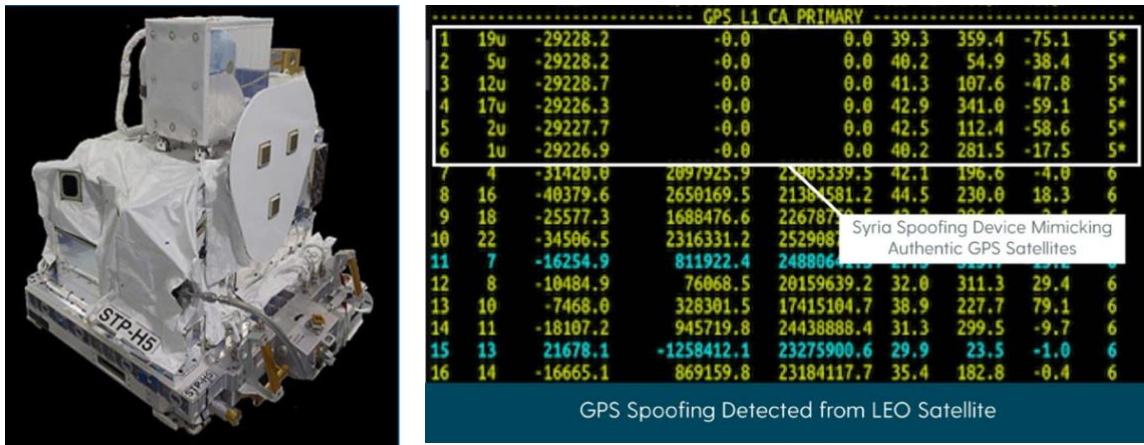 STP-H5
STP-H5
GPS_L1_CA_PRIMARY
1 19u -29228.2 -0.0 0.0 39.3 359.4 -75.1 5*
2 5u -29228.2 -0.0 0.0 40.2 54.9 -38.4 5*
3 12u -29228.7 -0.0 0.0 41.3 107.6 -47.8 5*
4 17u -29226.3 -0.0 0.0 42.9 341.0 -59.1 5*
5 2u -29227.7 -0.0 0.0 42.5 112.4 -58.6 5*
6 1u -29226.9 -0.0 0.0 40.2 281.5 -17.5 5*
7 4 -31420.0 2097925.9 42.1 196.6 -4.0 6
8 16 -40379.6 2650169.5 44.5 230.0 18.3 6
9 18 -25577.3 1688476.6
10 22 -34506.5 2316331.2
11 7 -16254.9 811922.4
12 8 -10484.9 76068.5 20159639.2 32.0 311.3 29.4 6
13 10 -7468.0 328301.5 17415104.7 38.9 227.7 79.1 6
14 11 -18107.2 945719.8 24438888.4 31.3 299.5 -9.7 6
15 13 21678.1 -1258412.1 23275900.6 29.9 23.5 -1.0 6
16 14 -16665.1 869159.8 23184117.7 35.4 182.8 -0.4 6
Syria Spoofing Device Mimicking
Authentic GPS Satellites
GPS Spoofing Detected from LEO Satellite